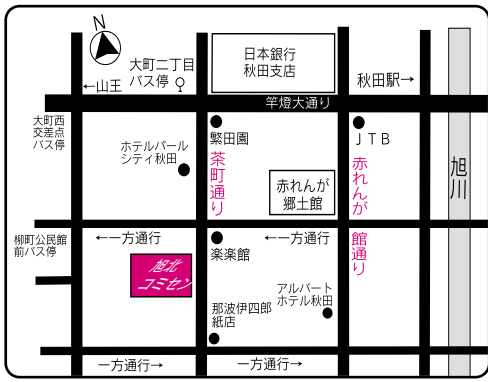 N
大町二丁目
バス停
←山王
日本銀行
秋田支店
秋田駅→
竿燈大通り
大町西
交差点
バス停
繁田園
ＪＴＢ
ホテルパール
シティ秋田
茶町通り
赤れんが
郷土館
赤れんが
館通り
旭川
柳町公民館
前バス停
←一方通行
楽楽館
←一方通行
旭北
コミセン
アルバート
ホテル秋田
那波伊四郎
紙店
一方通行→
一方通行→